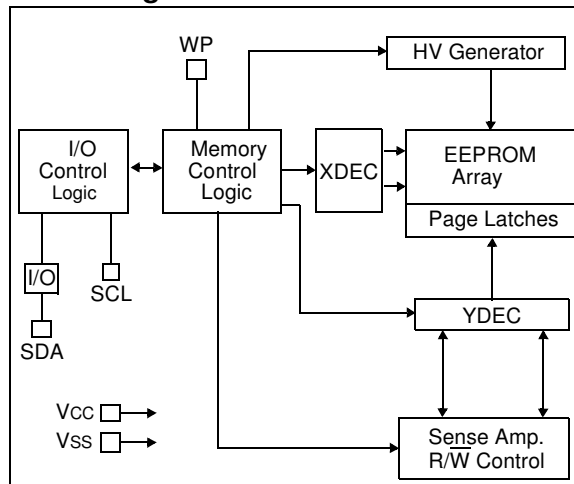 WP
HV Generator
I/O
Control
Logic
Memory
Control
Logic
XDEC
EEPROM
Array
Page Latches
I/O
SCL
SDA
YDEC
VCC
VSS
Sense Amp.
R/W̅ Control